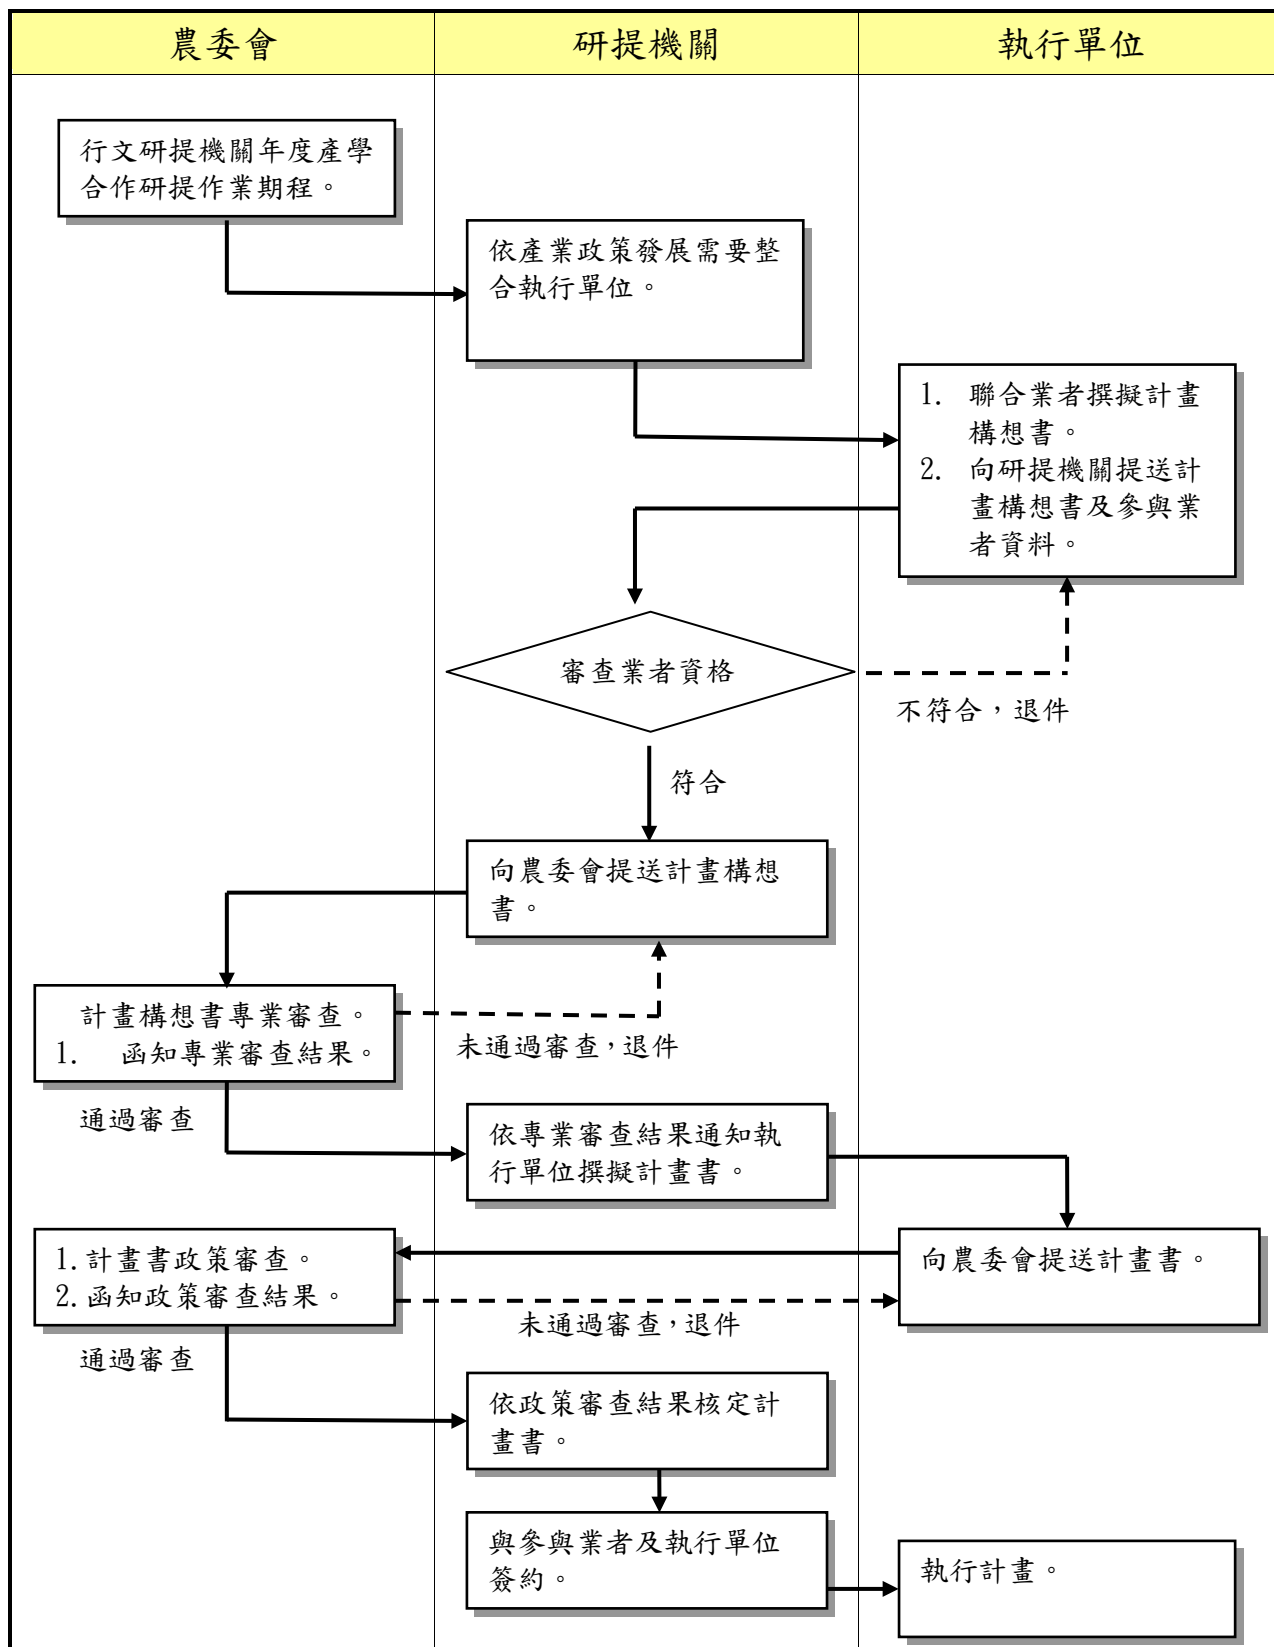 農委會
研提機關
執行單位
行文研提機關年度產學
合作研提作業期程。
依產業政策發展需要整
合執行單位。
1. 聯合業者撰擬計畫
構想書。
2. 向研提機關提送計
畫構想書及參與業
者資料。
審查業者資格
不符合，退件
符合
向農委會提送計畫構想
書。
計畫構想書專業審查。
1. 函知專業審查結果。
未通過審查，退件
通過審查
依專業審查結果通知執
行單位撰擬計畫書。
向農委會提送計畫書。
1.計畫書政策審查。
2.函知政策審查結果。
未通過審查，退件
通過審查
依政策審查結果核定計
畫書。
與參與業者及執行單位
簽約。
執行計畫。